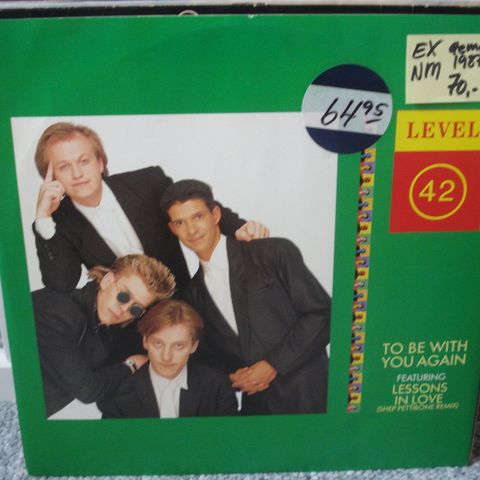 EX
NM 1987
70,-
64.95
LEVEL
42
TO BE WITH
YOU AGAIN
FEATURING
LESSONS
IN LOVE
(SHEP PETTIBONE REMIX)